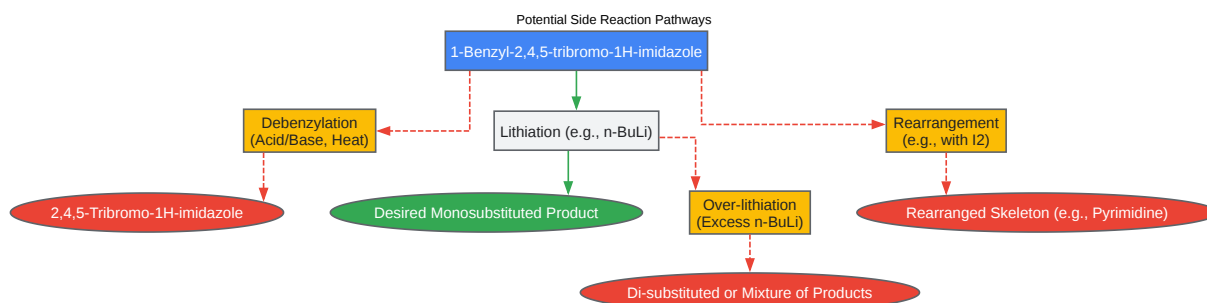 Potential Side Reaction Pathways
1-Benzyl-2,4,5-tribromo-1H-imidazole
Debenzylation
(Acid/Base, Heat)
Lithiation (e.g., n-BuLi)
Rearrangement
(e.g., with I2)
2,4,5-Tribromo-1H-imidazole
Desired Monosubstituted Product
Over-lithiation
(Excess n-BuLi)
Rearranged Skeleton (e.g., Pyrimidine)
Di-substituted or Mixture of Products